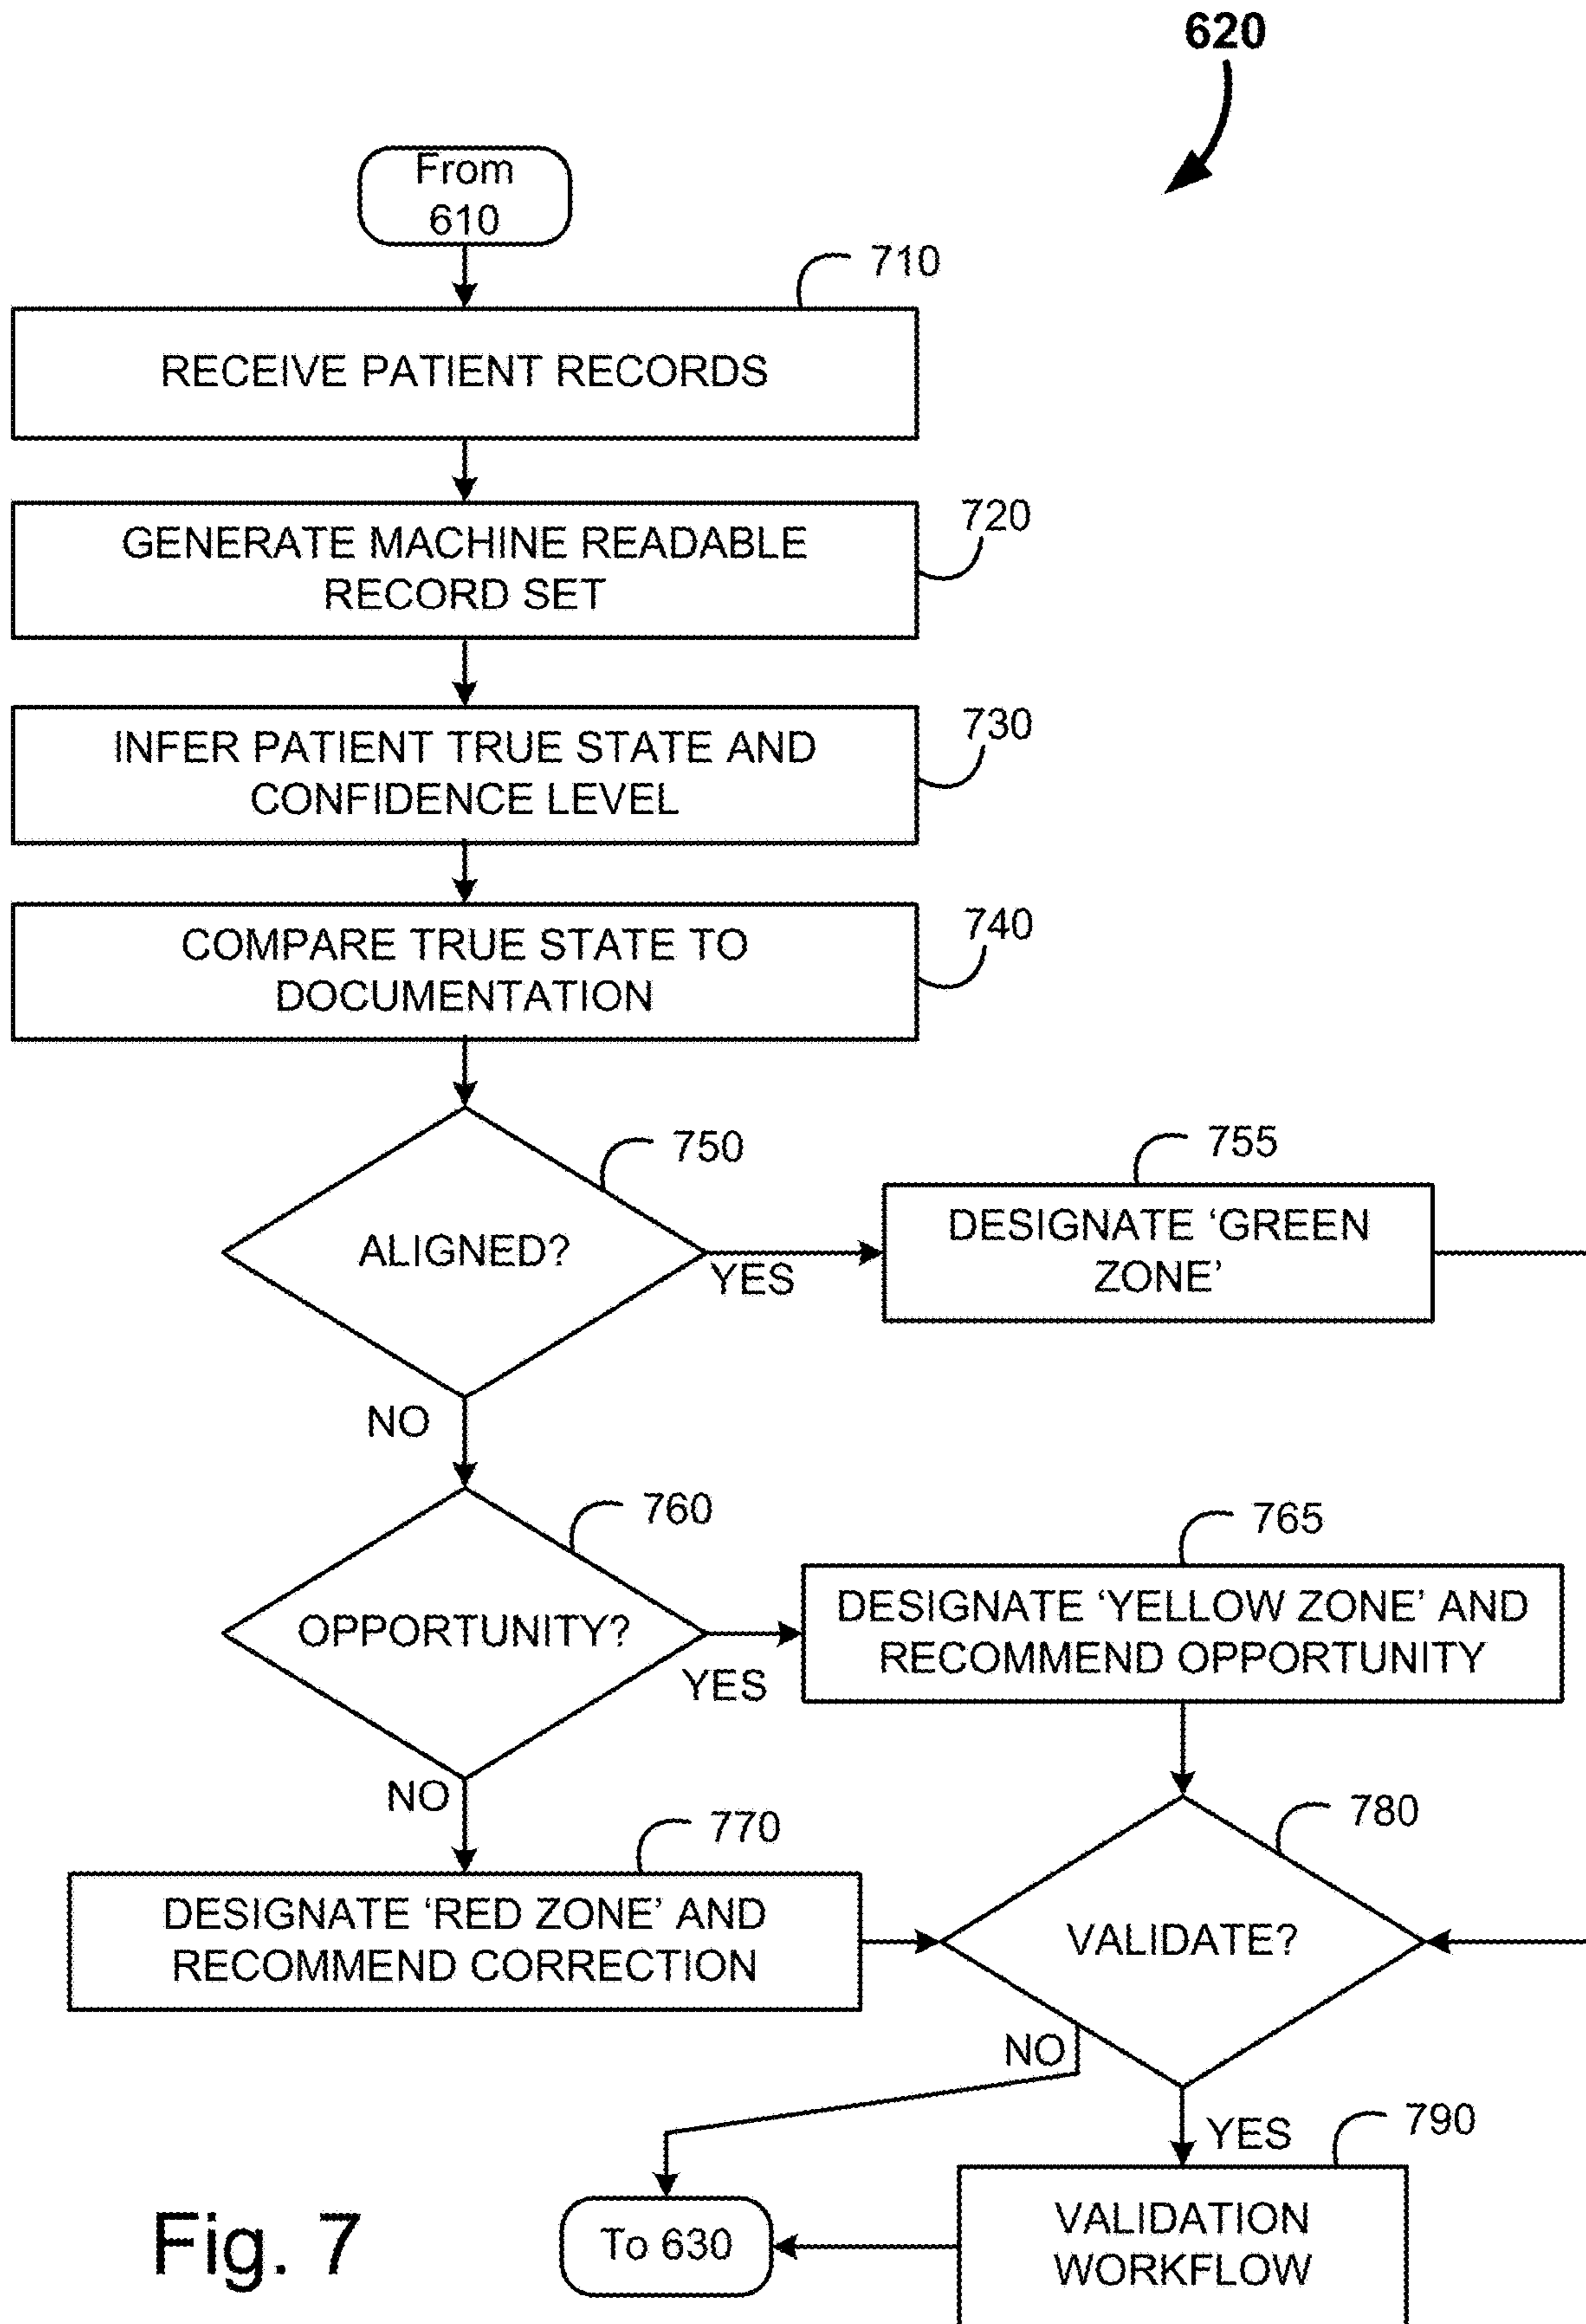 620
From
610
710
RECEIVE PATIENT RECORDS
720
GENERATE MACHINE READABLE
RECORD SET
730
INFER PATIENT TRUE STATE AND
CONFIDENCE LEVEL
740
COMPARE TRUE STATE TO
DOCUMENTATION
750
ALIGNED?
YES
755
DESIGNATE ‘GREEN
ZONE’
NO
760
OPPORTUNITY?
YES
765
DESIGNATE ‘YELLOW ZONE’ AND
RECOMMEND OPPORTUNITY
NO
770
DESIGNATE ‘RED ZONE’ AND
RECOMMEND CORRECTION
780
VALIDATE?
NO
YES
790
VALIDATION
WORKFLOW
To 630
Fig. 7